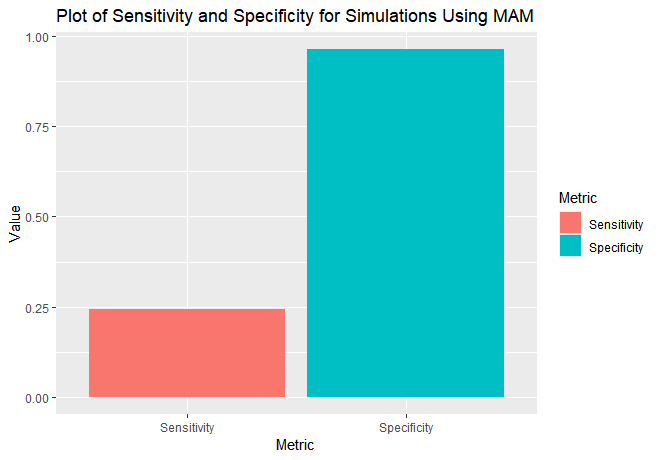 Plot of Sensitivity and Specificity for Simulations Using MAM
1.00
0.75
0.50
0.25
0.00
Value
Sensitivity
Specificity
Metric
Metric
Sensitivity
Specificity